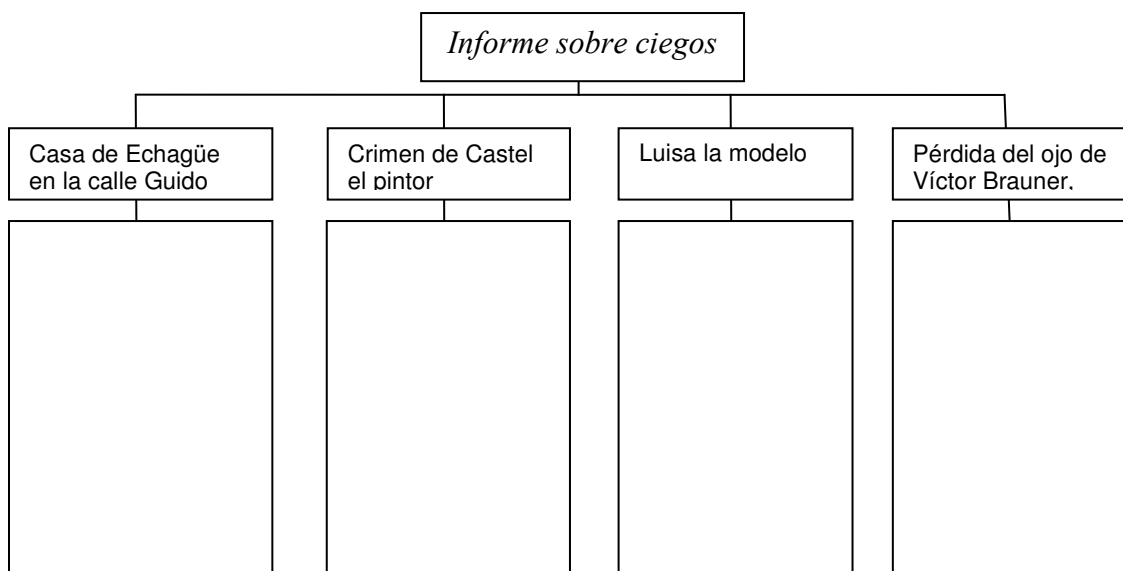 Informe sobre ciegos
Casa de Echagüe
en la calle Guido
Crimen de Castel
el pintor
Luisa la modelo
Pérdida del ojo de
Víctor Brauner,